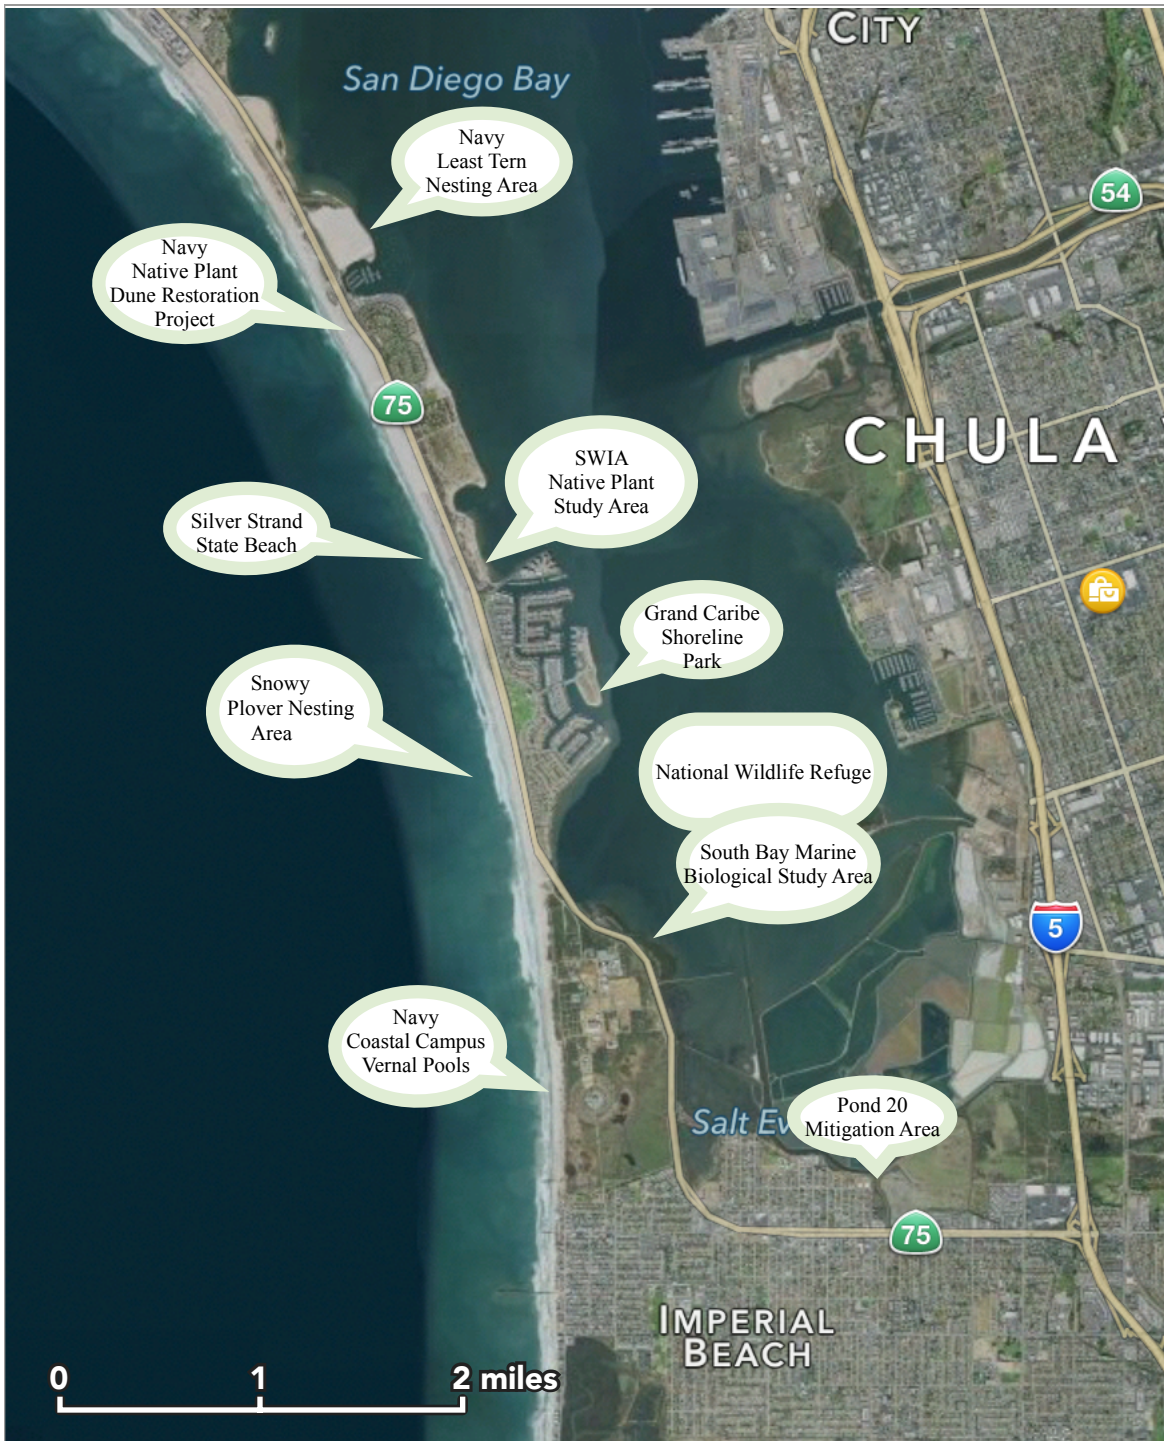 CITY
San Diego Bay
Navy
Least Tern
Nesting Area
54
Navy
Native Plant
Dune Restoration
Project
75
CHULA
SWIA
Native Plant
Study Area
Silver Strand
State Beach
Grand Caribe
Shoreline
Park
Snowy
Plover Nesting
Area
National Wildlife Refuge
South Bay Marine
Biological Study Area
5
Navy
Coastal Campus
Vernal Pools
Pond 20
Mitigation Area
Salt Ev
75
IMPERIAL
BEACH
0 1 2 miles